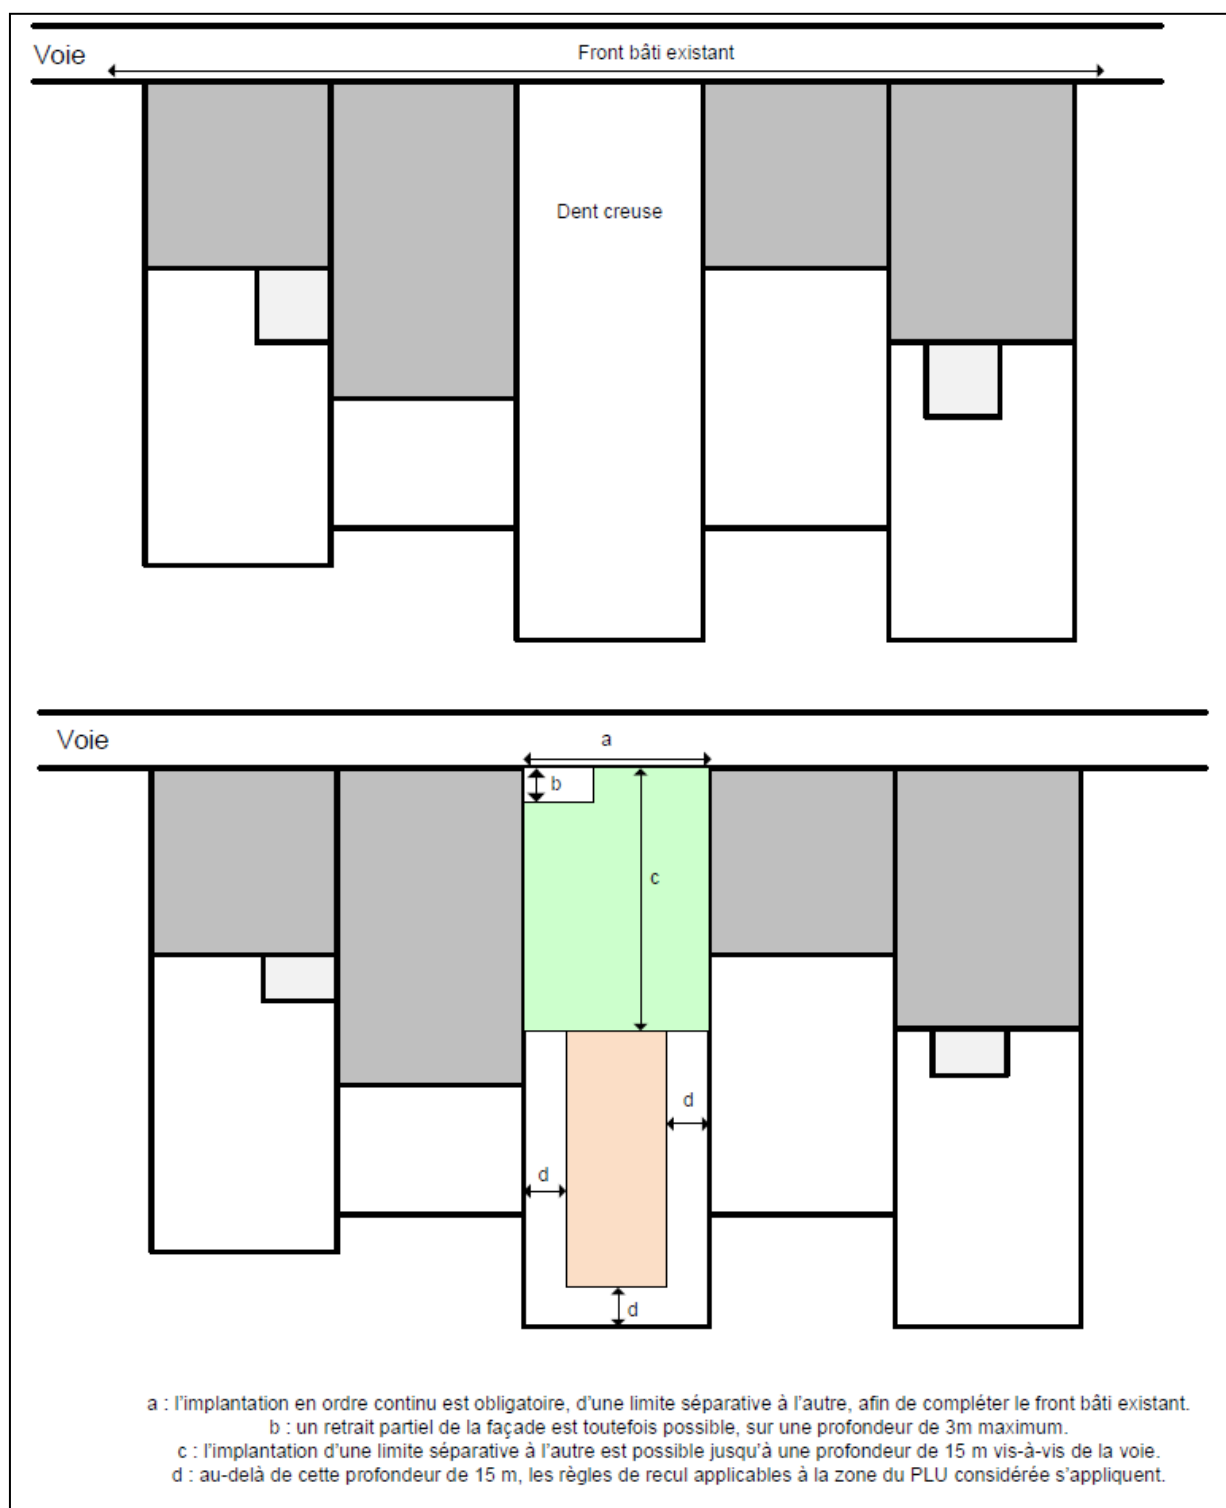 Voie
Front bâti existant
Dent creuse
Voie
a
b
c
d
d
d
a : l'implantation en ordre continu est obligatoire, d'une limite séparative à l'autre, afin de compléter le front bâti existant.
b : un retrait partiel de la façade est toutefois possible, sur une profondeur de 3m maximum.
c : l'implantation d'une limite séparative à l'autre est possible jusqu'à une profondeur de 15 m vis-à-vis de la voie.
d : au-delà de cette profondeur de 15 m, les règles de recul applicables à la zone du PLU considérée s'appliquent.